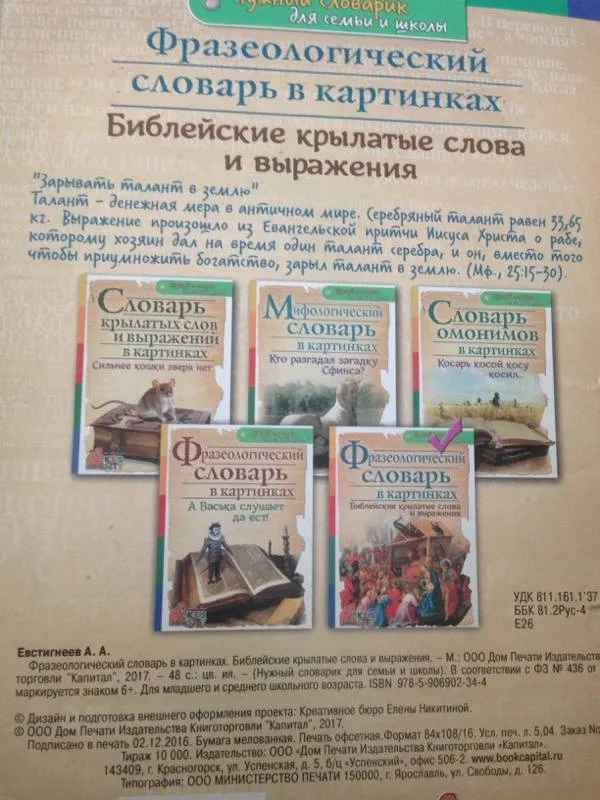 Нужный словарик
для семьи и школы
Фразеологический
словарь в картинках
Библейские крылатые слова
и выражения
"Зарывать талант в землю"
Талант - денежная мера в античном мире. Серебряный талант равен 33,65
кг. Выражение произошло из Евангельской притчи Иисуса Христа о рабе,
которому хозяин дал на время один талант серебра, и он, вместо того
чтобы приумножить богатство, зарыл талант в землю. (Мф., 25:15-30).
Словарь
крылатых слов
и выражений
в картинках
Сильнее кошки зверя нет
Мифологический
словарь
в картинках
Кто разгадал загадку
Сфинса?
Словарь
омонимов
в картинках
Косарь косой косу
косил...
Фразеологический
словарь
в картинках
А Васька слушает
да ест!
Фразеологический
словарь
в картинках
Библейские крылатые слова
и выражения
УДК 811.161.1'37
ББК 81.2Рус-4
Е26
Евстигнеев А. А.
Фразеологический словарь в картинках. Библейские крылатые слова и выражения. – М.: ООО Дом Печати Издательства
торговли "Капитал", 2017. – 48 с.: цв. ил. – (Нужный словарик для семьи и школы). В соответствии с ФЗ № 436 от
маркируется знаком 6+. Для младшего и среднего школьного возраста. ISBN 978-5-906902-34-4
© Дизайн и подготовка внешнего оформления проекта: Креативное бюро Елены Никитиной.
© ООО Дом Печати Издательства Книготорговли "Капитал", 2017.
Подписано в печать 02.12.2016. Бумага мелованная. Печать офсетная.Формат 84х108/16. Усл. печ. л. 5,04. Заказ No
Тираж 10 000. Издательство: ООО «Дом Печати Издательства Книготорговли «Капитал».
143409, г. Красногорск, ул. Успенская, д. 5, б/ц «Успенский», офис 506-2. www.bookcapital.ru
Типография: ООО МИНИСТЕРСТВО ПЕЧАТИ 150000, г. Ярославль, ул. Свободы, д. 126.